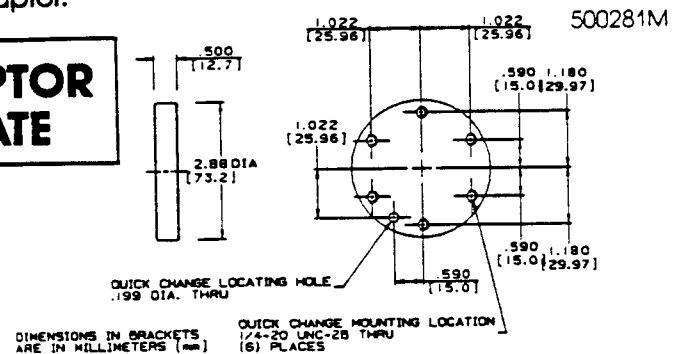 aptor.
PTOR
ATE
500281M
.500
[12.7]
2.88 DIA
[73.2]
1.022
[25.96]
1.022
[25.96]
.590
[15.0]
1.180
[29.97]
1.022
[25.96]
.590
[15.0]
1.180
[29.97]
.590
[15.0]
QUICK CHANGE LOCATING HOLE
.199 DIA. THRU
DIMENSIONS IN BRACKETS
ARE IN MILLIMETERS [mm]
QUICK CHANGE MOUNTING LOCATION
1/4-20 UNC-2B THRU
(6) PLACES